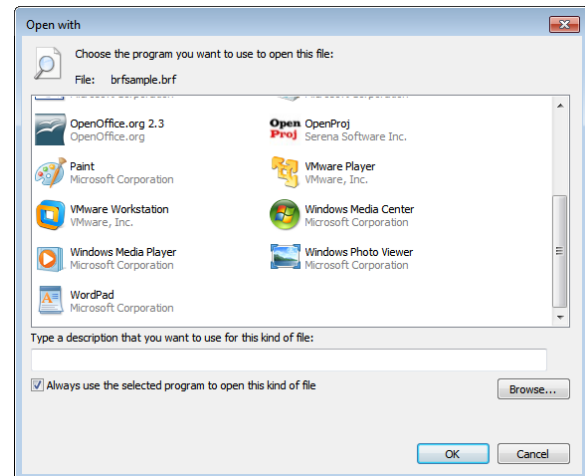 Open with
Choose the program you want to use to open this file:
File: brfsample.brf
OpenOffice.org 2.3
OpenOffice.org
Open Proj
OpenProj
Serena Software Inc.
Paint
Microsoft Corporation
VMware Player
VMware, Inc.
VMware Workstation
VMware, Inc.
Windows Media Center
Microsoft Corporation
Windows Media Player
Microsoft Corporation
Windows Photo Viewer
Microsoft Corporation
WordPad
Microsoft Corporation
Type a description that you want to use for this kind of file:
Always use the selected program to open this kind of file
Browse...
OK
Cancel